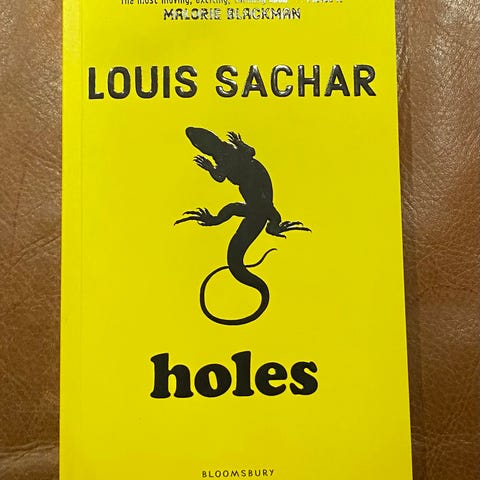 The most moving, exciting,
MALORIE BLACKMAN
LOUIS SACHAR
holes
BLOOMSBURY